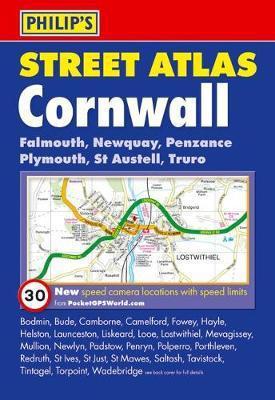 PHILIP'S
STREET ATLAS
Cornwall
Falmouth, Newquay, Penzance
Plymouth, St Austell, Truro
LOSTWITHIEL
30
New speed camera locations with speed limits
from PocketGPSWorld.com
Bodmin, Bude, Camborne, Camelford, Fowey, Hayle,
Helston, Launceston, Liskeard, Looe, Lostwithiel, Mevagissey,
Mullion, Newlyn, Padstow, Penryn, Polperro, Porthleven,
Redruth, St Ives, St Just, St Mawes, Saltash, Tavistock,
Tintagel, Torpoint, Wadebridge see back cover for full details